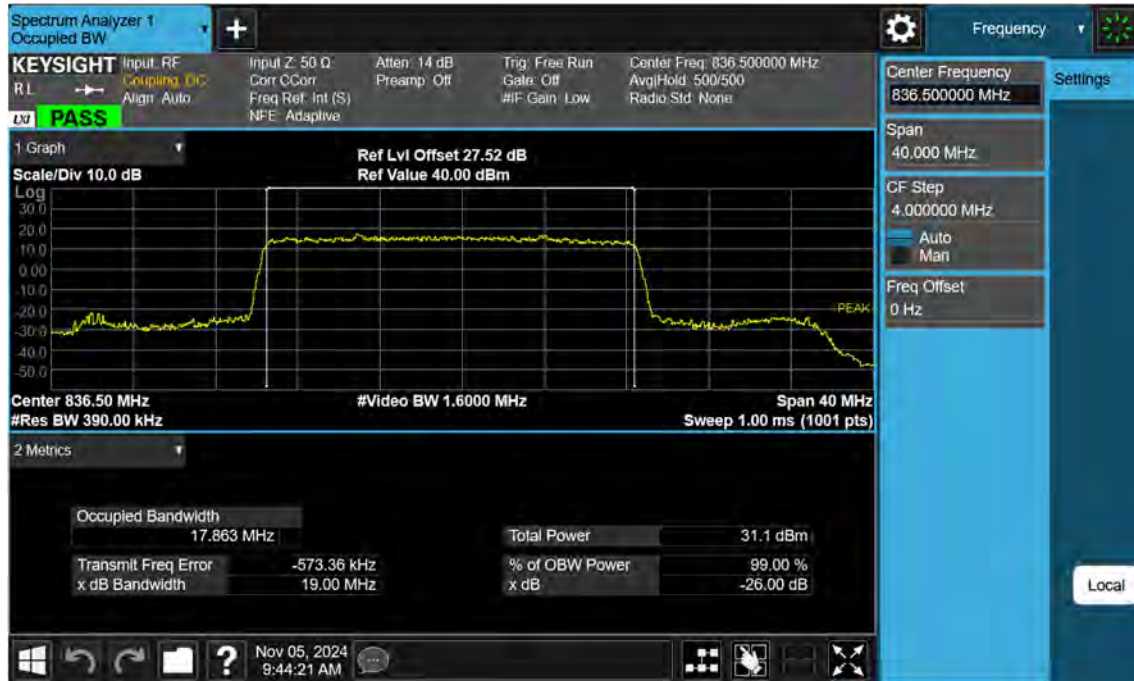 Spectrum Analyzer 1
Occupied BW
+
Frequency
KEYSIGHT
RL
LXI PASS
Input: RF
Coupling: DC
Align: Auto
Input Z: 50 Ω
Corr CCorr
Freq Ref: Int (S)
NFE: Adaptive
Atten: 14 dB
Preamp: Off
Trig: Free Run
Gate: Off
#IF Gain: Low
Center Freq: 836.500000 MHz
Avg|Hold: 500/500
Radio Std: None
Center Frequency
836.500000 MHz
Settings
Span
40.000 MHz
CF Step
4.000000 MHz
Auto
Man
Freq Offset
0 Hz
1 Graph
Scale/Div 10.0 dB
Ref Lvl Offset 27.52 dB
Ref Value 40.00 dBm
Log
30.0
20.0
10.0
0.00
-10.0
-20.0
-30.0
-40.0
-50.0
PEAK
Center 836.50 MHz
#Video BW 1.6000 MHz
Span 40 MHz
#Res BW 390.00 kHz
Sweep 1.00 ms (1001 pts)
2 Metrics
Occupied Bandwidth
17.863 MHz
Total Power 31.1 dBm
Transmit Freq Error -573.36 kHz
% of OBW Power 99.00 %
x dB Bandwidth 19.00 MHz
x dB -26.00 dB
Local
?
Nov 05, 2024
9:44:21 AM